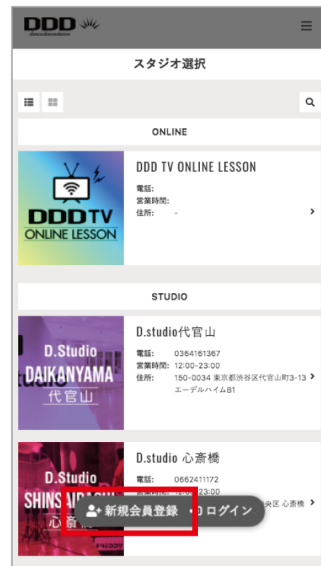 DDD
dancedancedance
スタジオ選択
ONLINE
DDD TV
ONLINE LESSON
DDD TV ONLINE LESSON
電話:
営業時間:
住所: -
STUDIO
D.Studio
DAIKANYAMA
代官山
D.studio代官山
電話: 0364161367
営業時間: 12:00-23:00
住所: 150-0034 東京都渋谷区代官山町3-13
エーデルハイムB1
D.Studio
心斎
D.studio 心斎橋
電話: 0662411172
23:00
央区 心斎橋
新規会員登録
ログイン